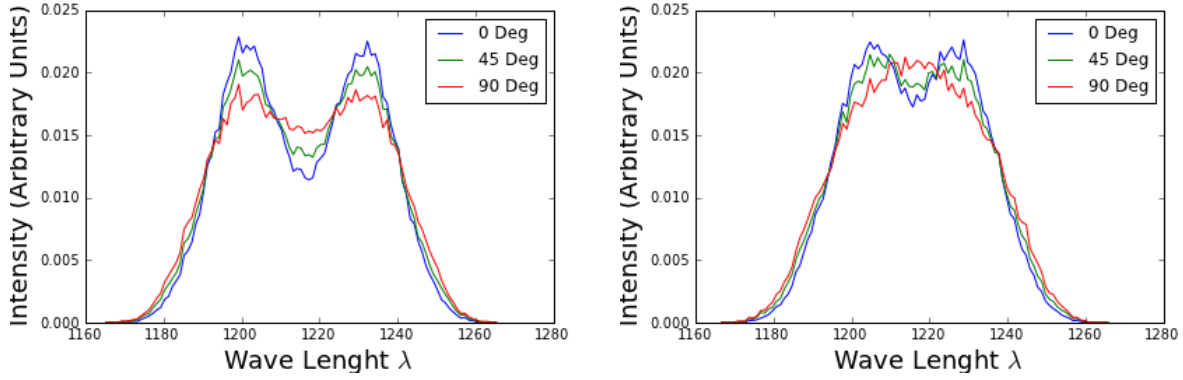 Intensity (Arbitrary Units)
0.025
0.020
0.015
0.010
0.005
0.000
0 Deg
45 Deg
90 Deg
1160 1180 1200 1220 1240 1260 1280
Wave Lenght λ
Intensity (Arbitrary Units)
0.025
0.020
0.015
0.010
0.005
0.000
0 Deg
45 Deg
90 Deg
1160 1180 1200 1220 1240 1260 1280
Wave Lenght λ